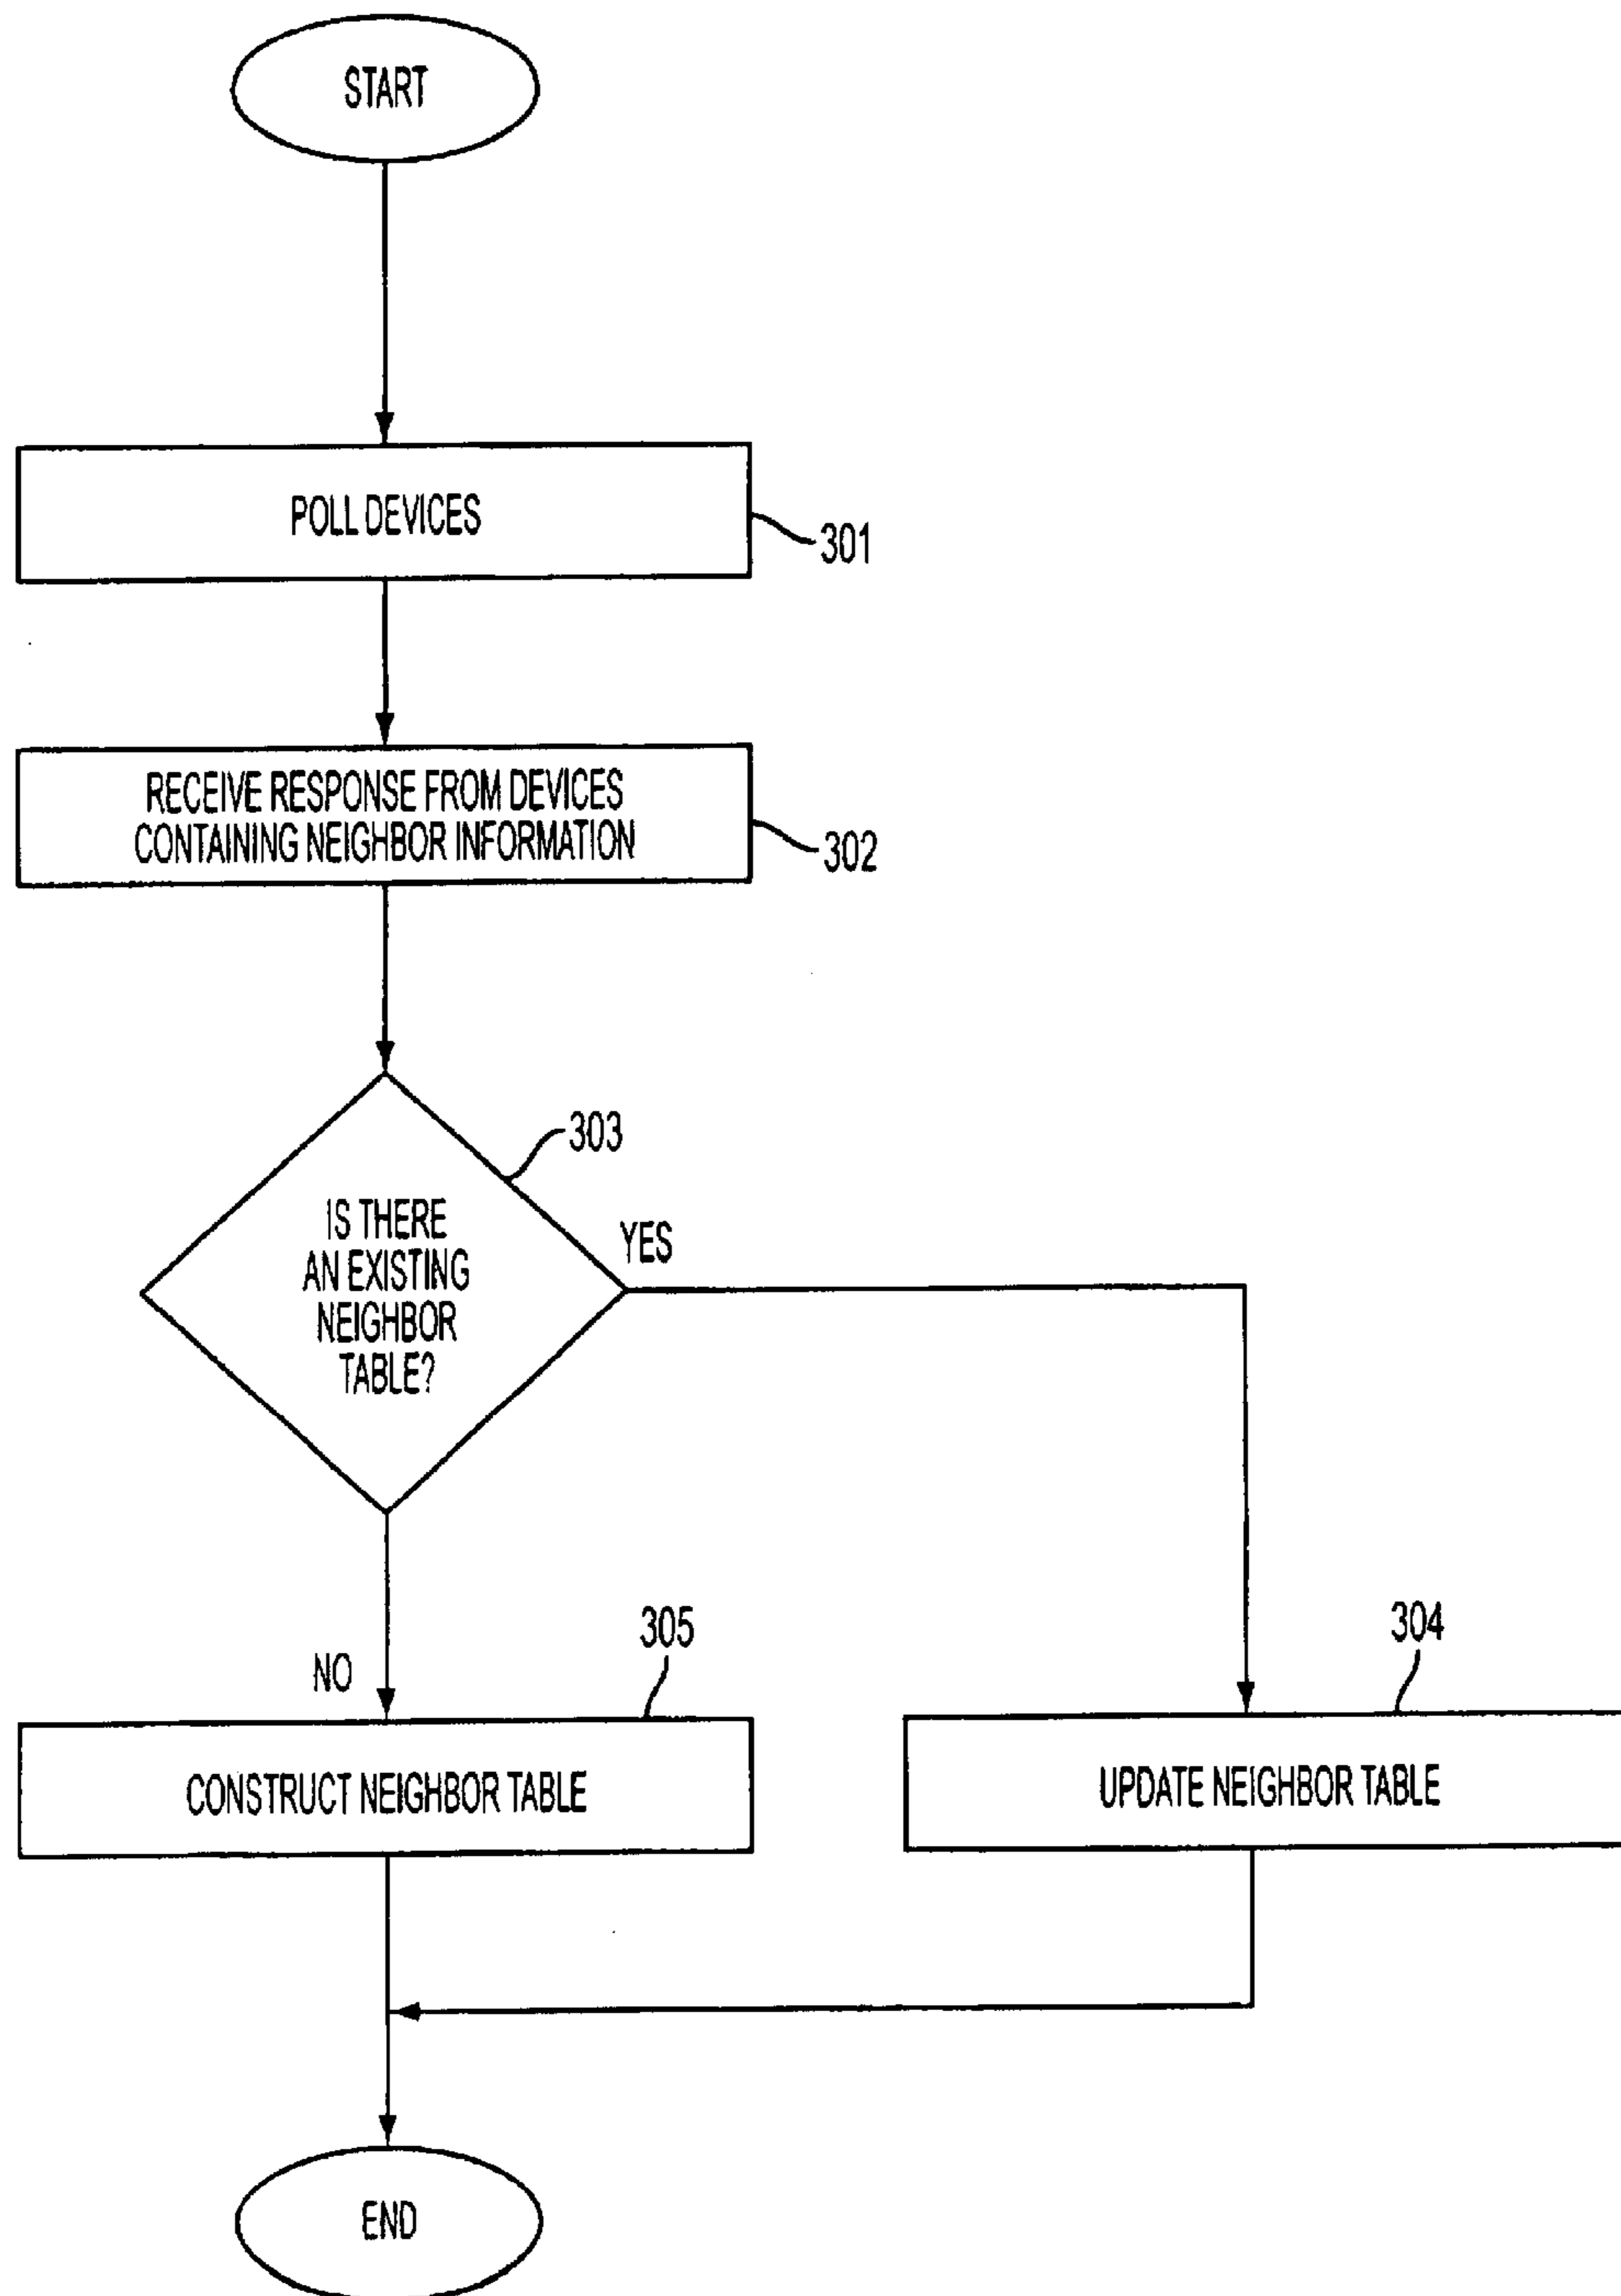 START
POLL DEVICES
301
RECEIVE RESPONSE FROM DEVICES
CONTAINING NEIGHBOR INFORMATION
302
303
IS THERE
AN EXISTING
NEIGHBOR
TABLE?
YES
NO
305
304
CONSTRUCT NEIGHBOR TABLE
UPDATE NEIGHBOR TABLE
END